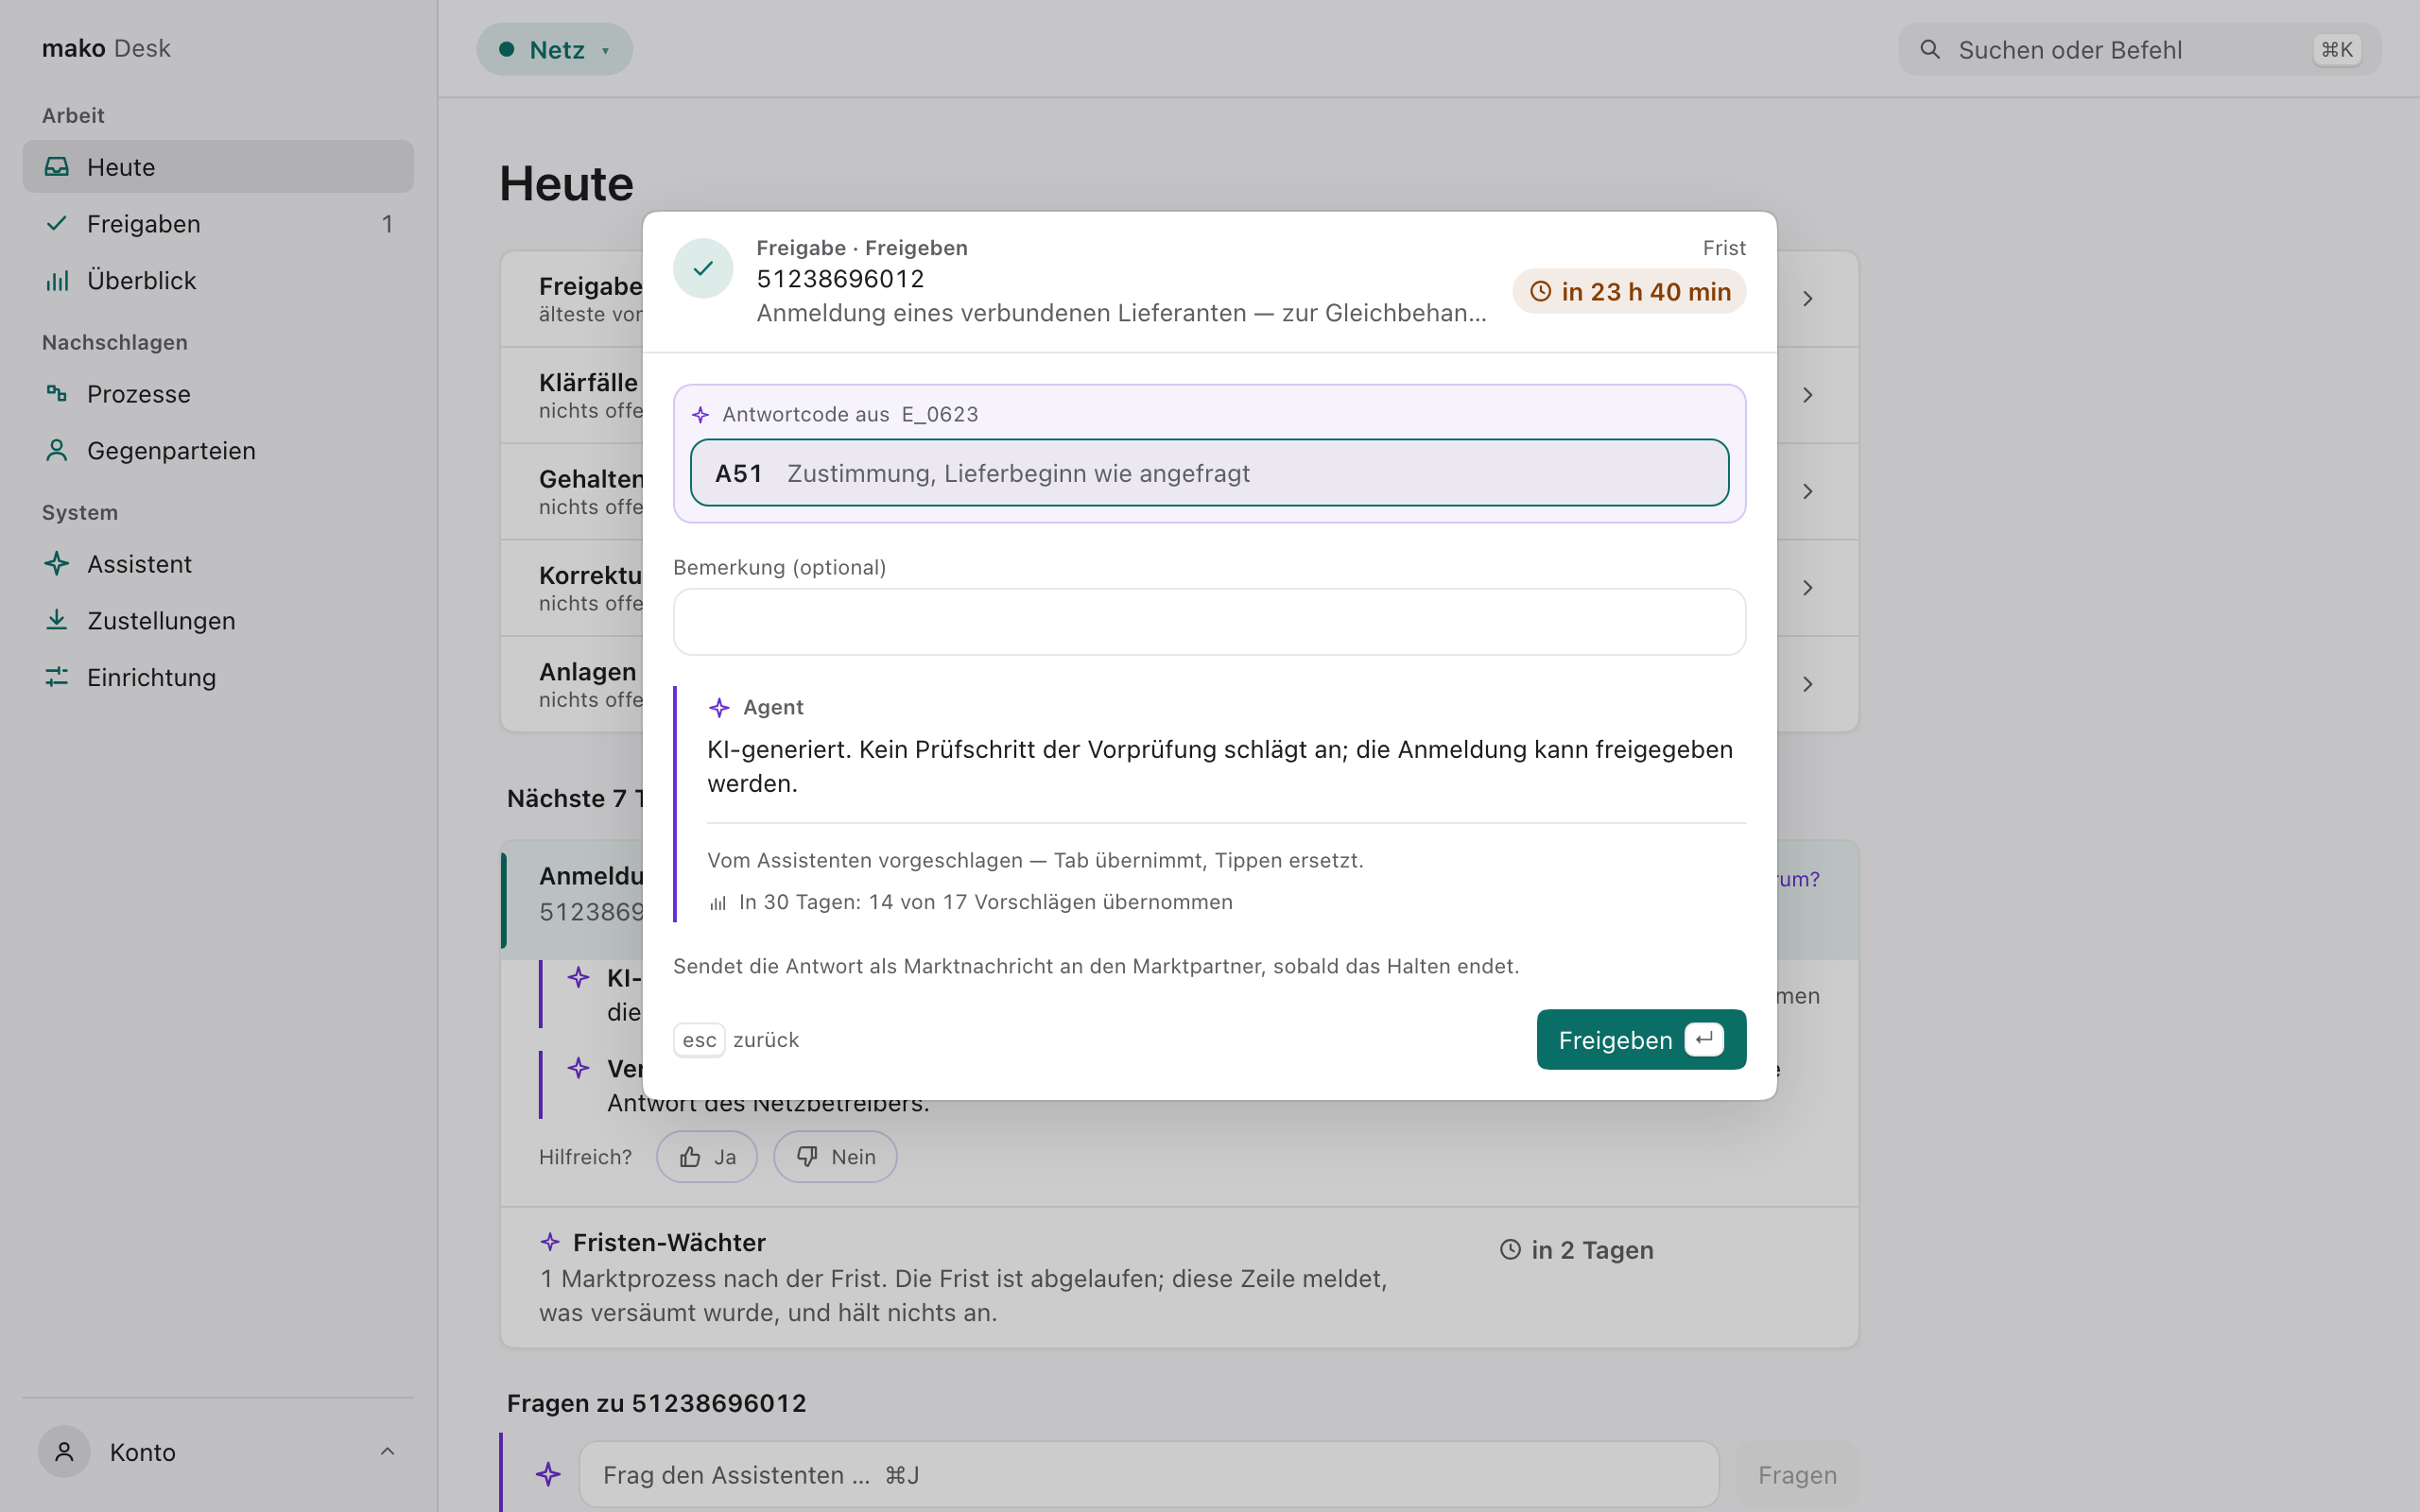 mako Desk
Arbeit
Heute
Freigaben 1
Überblick
Nachschlagen
Prozesse
Gegenparteien
System
Assistent
Zustellungen
Einrichtung
Konto
Netz
Suchen oder Befehl ⌘K
Heute
Freigabe
älteste vor
Klärfälle
nichts offe
Gehalten
nichts offe
Korrektu
nichts offe
Anlagen
nichts offe
Nächste 7 T
Anmeldu
5123869
rum?
KI-
die
men
Ver
Antwort des Netzbetreibers.
Hilfreich? Ja Nein
Fristen-Wächter
in 2 Tagen
1 Marktprozess nach der Frist. Die Frist ist abgelaufen; diese Zeile meldet,
was versäumt wurde, und hält nichts an.
Fragen zu 51238696012
Frag den Assistenten … ⌘J
Fragen
Freigabe · Freigeben
51238696012
Anmeldung eines verbundenen Lieferanten — zur Gleichbehan…
Frist
in 23 h 40 min
Antwortcode aus E_0623
A51 Zustimmung, Lieferbeginn wie angefragt
Bemerkung (optional)
Agent
KI-generiert. Kein Prüfschritt der Vorprüfung schlägt an; die Anmeldung kann freigegeben
werden.
Vom Assistenten vorgeschlagen — Tab übernimmt, Tippen ersetzt.
In 30 Tagen: 14 von 17 Vorschlägen übernommen
Sendet die Antwort als Marktnachricht an den Marktpartner, sobald das Halten endet.
esc zurück
Freigeben